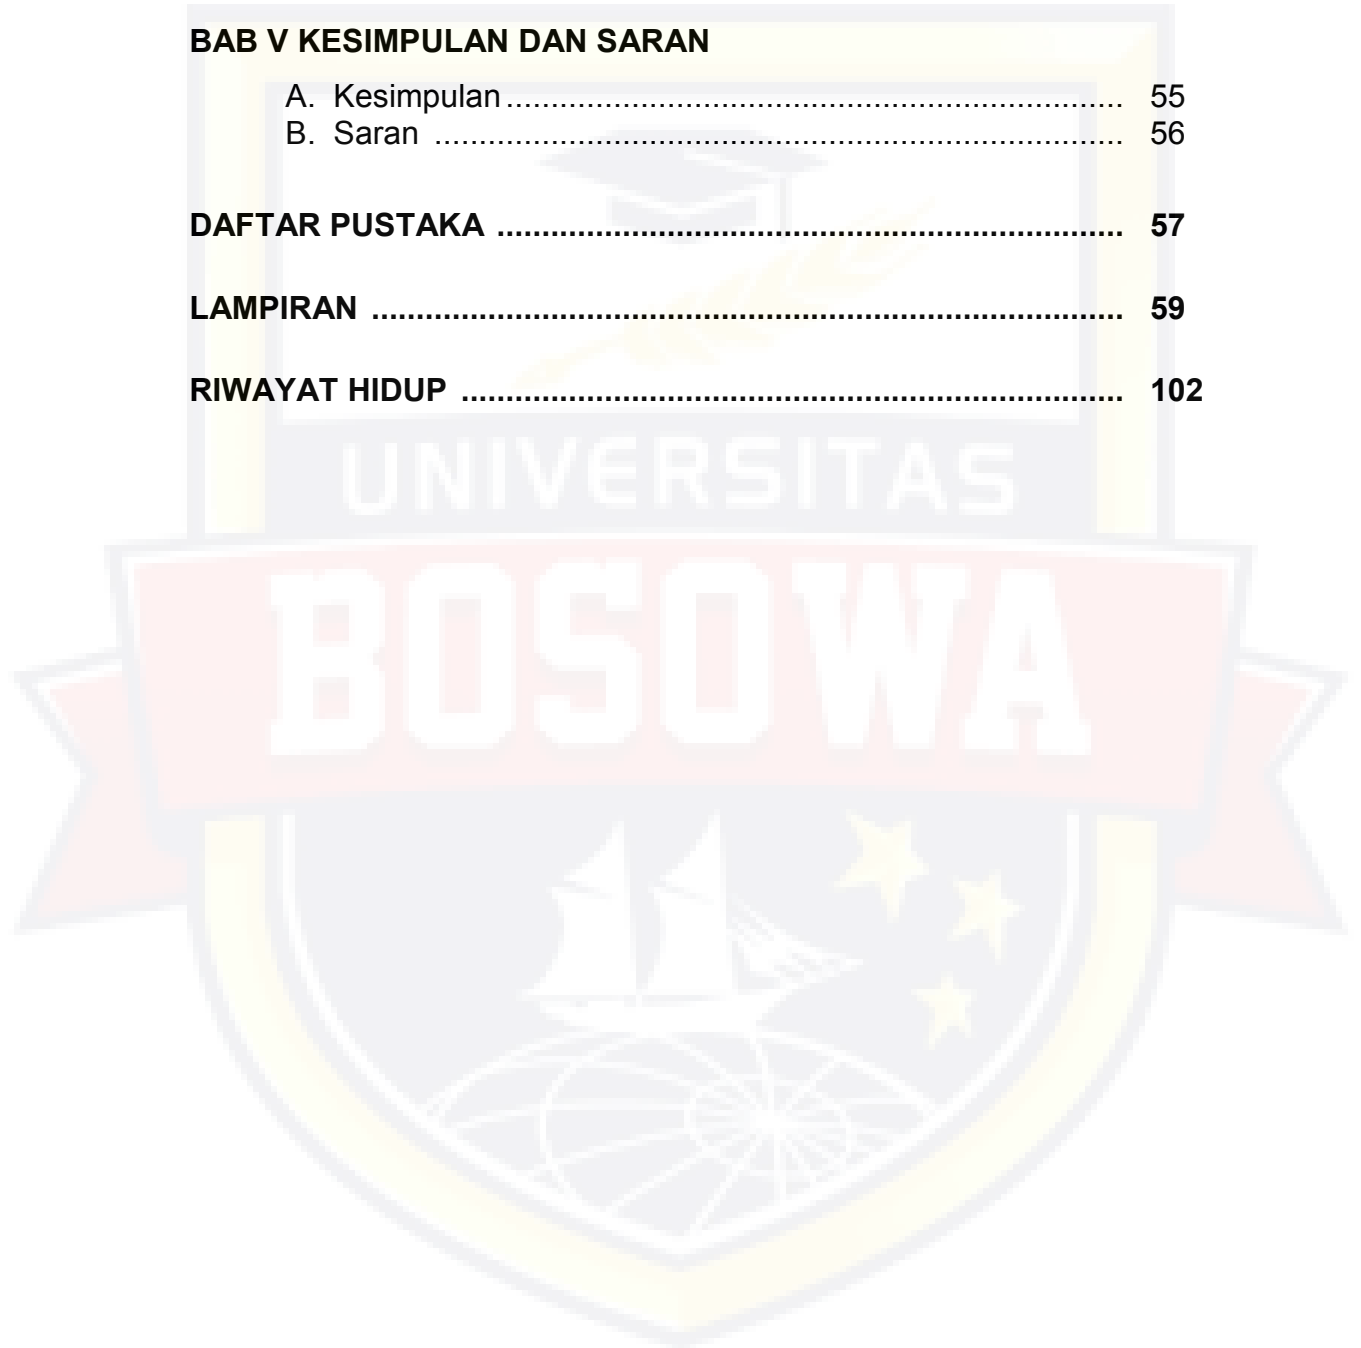 BAB V KESIMPULAN DAN SARAN
A. Kesimpulan ..................................................................... 55
B. Saran ............................................................................. 56
DAFTAR PUSTAKA ...................................................................... 57
LAMPIRAN .................................................................................... 59
RIWAYAT HIDUP .......................................................................... 102
UNIVERSITAS
BOSOWA